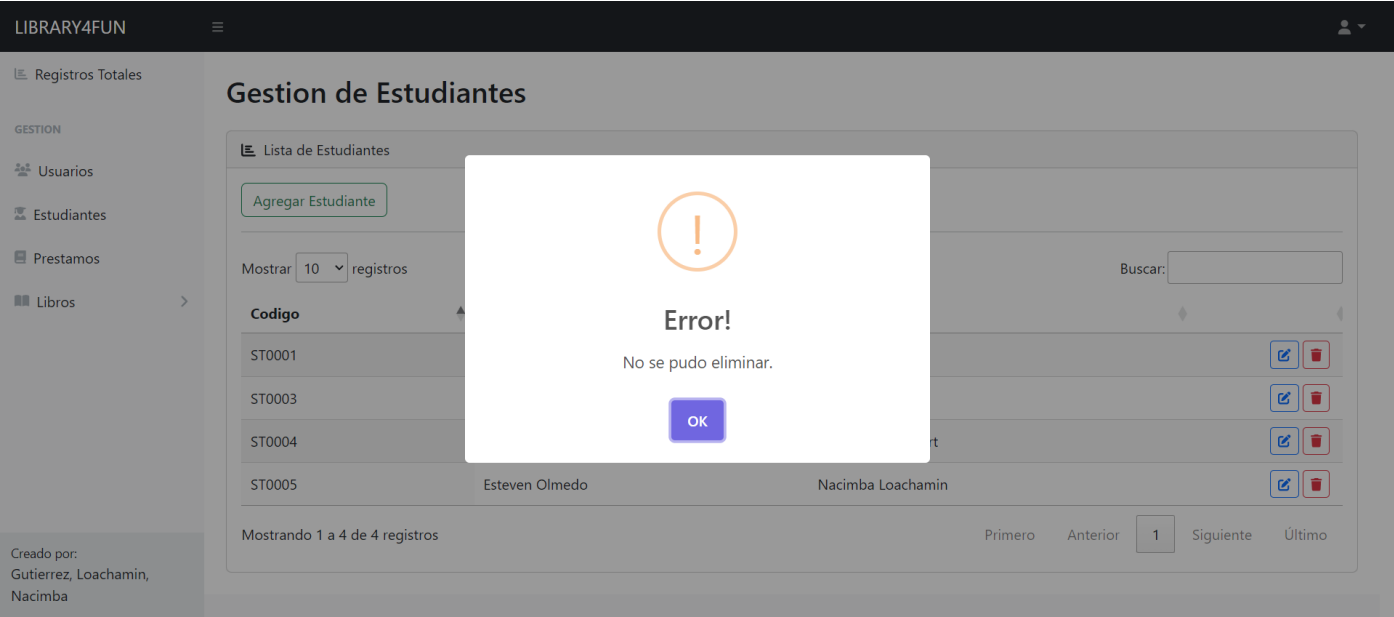 LIBRARY4FUN
Registros Totales
GESTION
Usuarios
Estudiantes
Prestamos
Libros
Creado por:
Gutierrez, Loachamin,
Nacimba
Gestion de Estudiantes
Lista de Estudiantes
Agregar Estudiante
Mostrar 10 registros
Buscar:
Codigo
ST0001
ST0003
ST0004
ST0005 Esteven Olmedo Nacimba Loachamin
Mostrando 1 a 4 de 4 registros
Primero Anterior 1 Siguiente Último
!
Error!
No se pudo eliminar.
OK